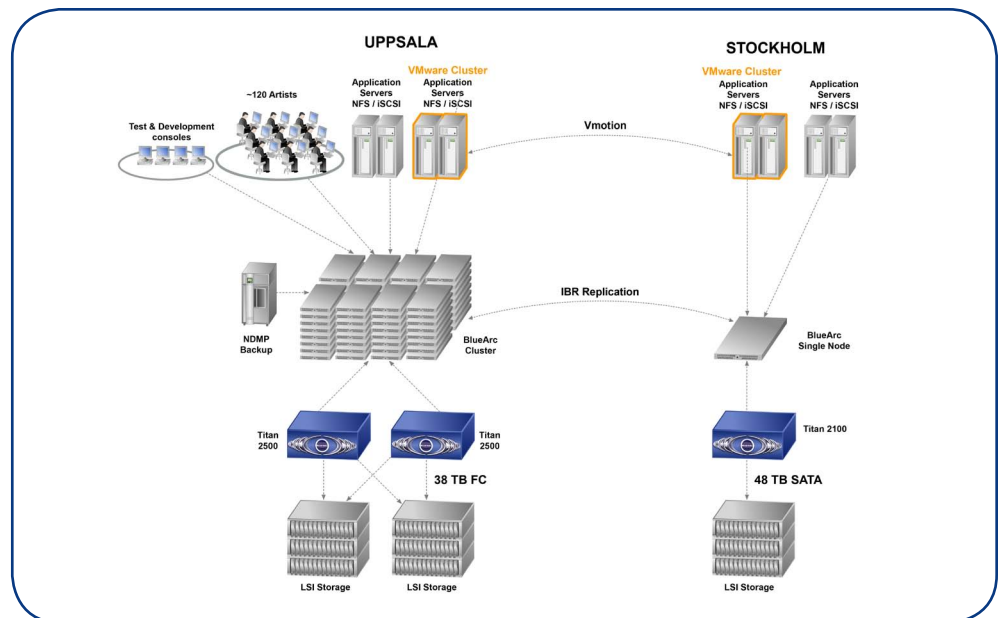 UPPSALA
STOCKHOLM
VMware Cluster
Application
Servers
NFS / iSCSI
Application
Servers
NFS / iSCSI
~120 Artists
Test & Development
consoles
Vmotion
VMware Cluster
Application
Servers
NFS / iSCSI
Application
Servers
NFS / iSCSI
NDMP
Backup
BlueArc
Cluster
IBR Replication
BlueArc
Single Node
Titan
2500
Titan
2500
Titan 2100
38 TB FC
48 TB SATA
LSI Storage
LSI Storage
LSI Storage